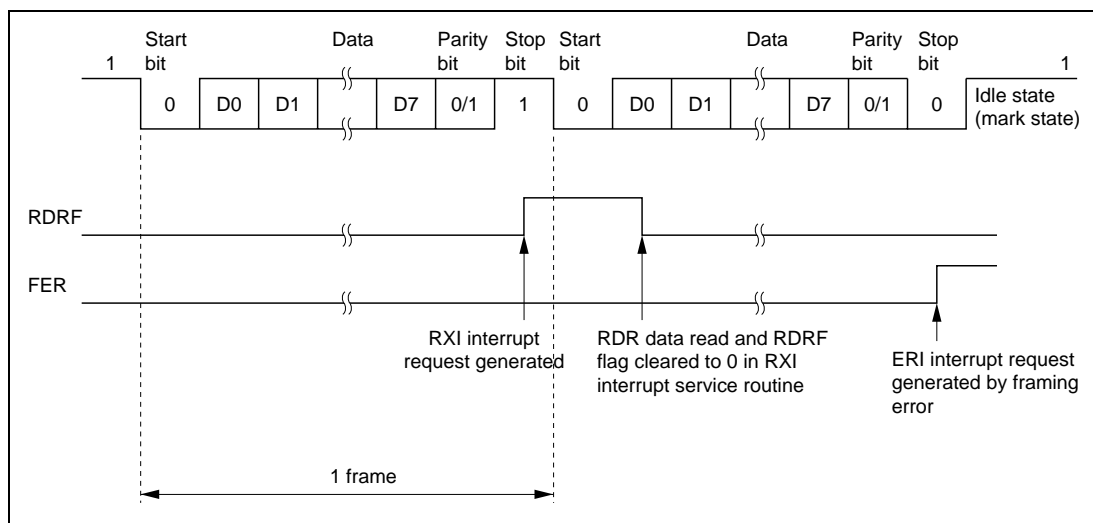 Start bit Data Parity bit Stop bit Start bit Data Parity bit Stop bit
1 1
0 D0 D1 D7 0/1 1 0 D0 D1 D7 0/1 0 Idle state (mark state)
RDRF
FER
RXI interrupt
request generated
RDR data read and RDRF
flag cleared to 0 in RXI
interrupt service routine
ERI interrupt request
generated by framing
error
1 frame